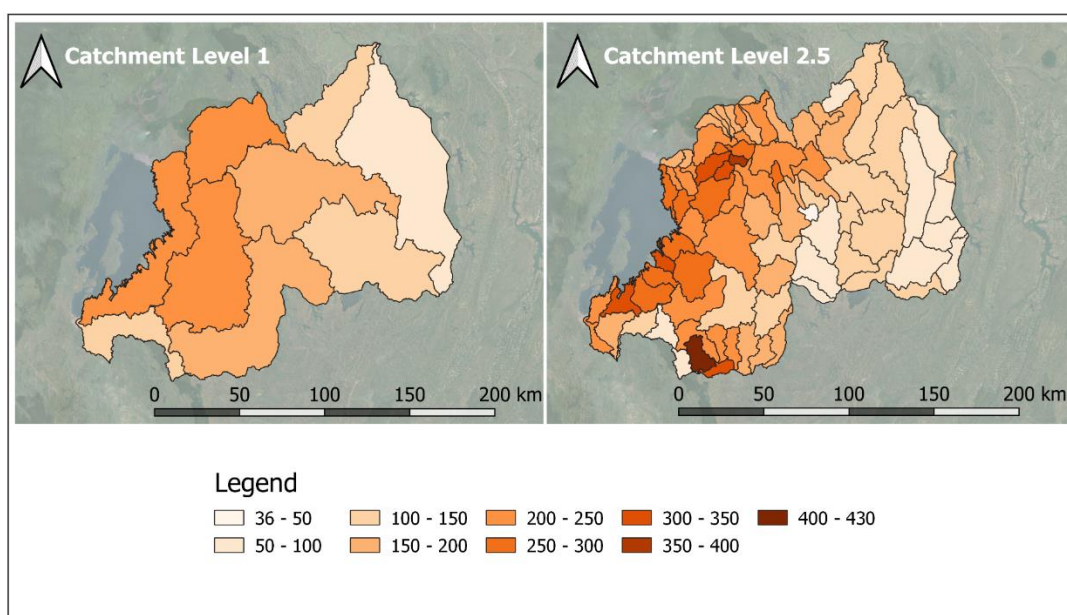 Catchment Level 1
Catchment Level 2.5
0 50 100 150 200 km
0 50 100 150 200 km
Legend
36 - 50
100 - 150
200 - 250
300 - 350
400 - 430
50 - 100
150 - 200
250 - 300
350 - 400